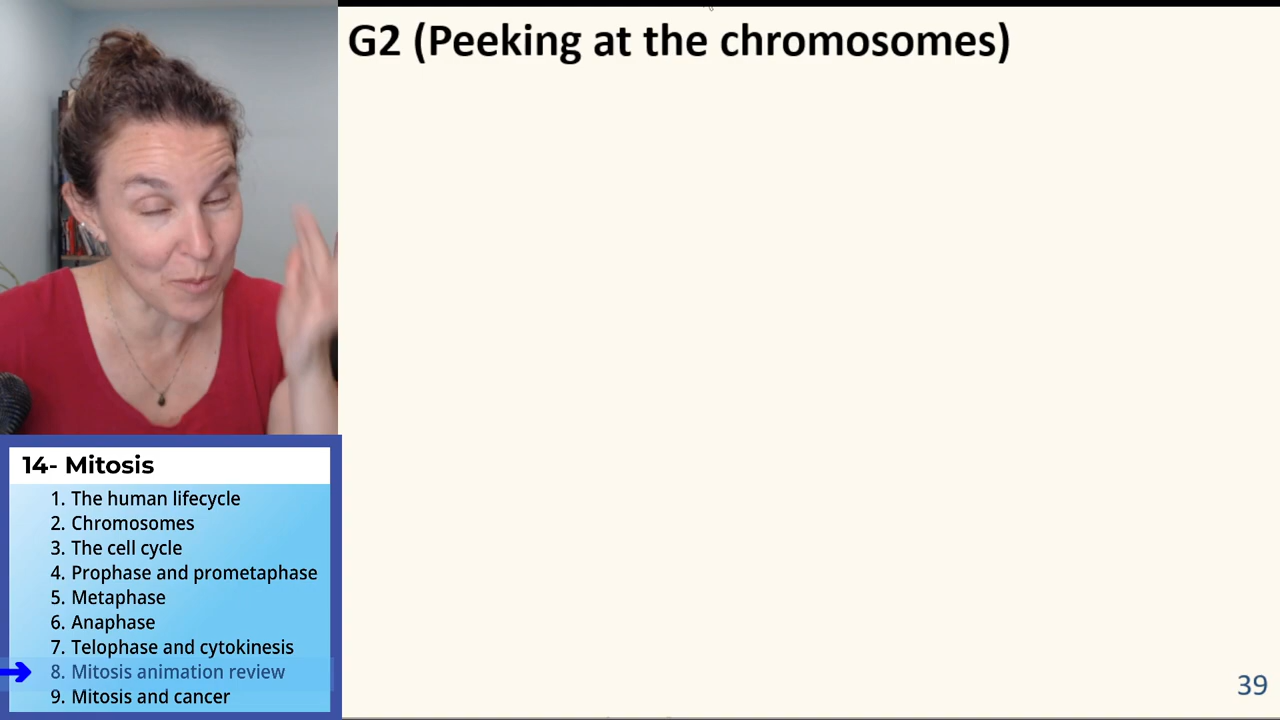 G2 (Peeking at the chromosomes)
14- Mitosis
1. The human lifecycle
2. Chromosomes
3. The cell cycle
4. Prophase and prometaphase
5. Metaphase
6. Anaphase
7. Telophase and cytokinesis
8. Mitosis animation review
9. Mitosis and cancer
39